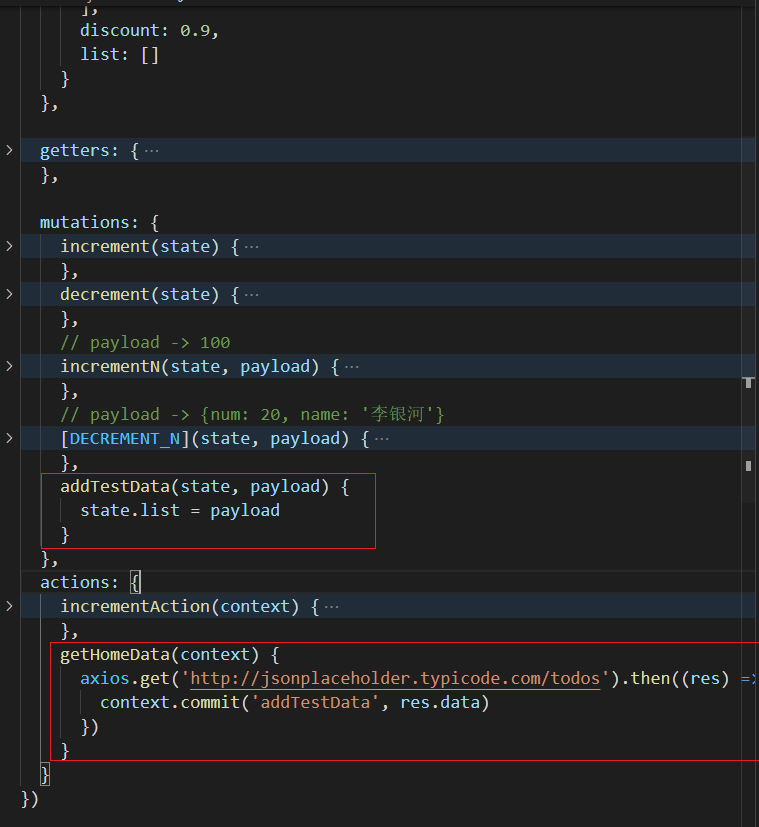 ],
discount: 0.9,
list: []
}
},
getters: { ...
},
mutations: {
increment(state) { ...
},
decrement(state) { ...
},
// payload -> 100
incrementN(state, payload) { ...
},
// payload -> {num: 20, name: '李银河'}
[DECREMENT_N](state, payload) { ...
},
addTestData(state, payload) {
state.list = payload
}
},
actions: {
incrementAction(context) { ...
},
getHomeData(context) {
axios.get('http://jsonplaceholder.typicode.com/todos').then((res) =>
context.commit('addTestData', res.data)
})
}
}
})